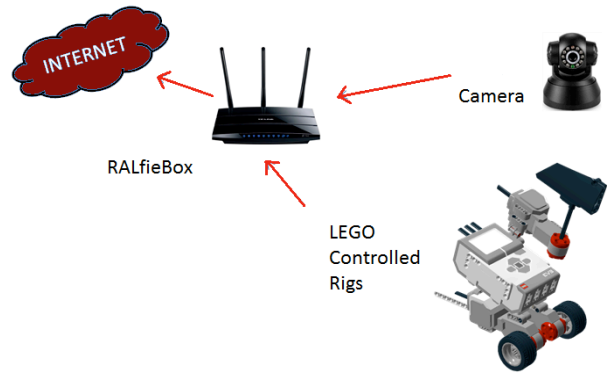 INTERNET
Camera
RALfieBox
LEGO
Controlled
Rigs